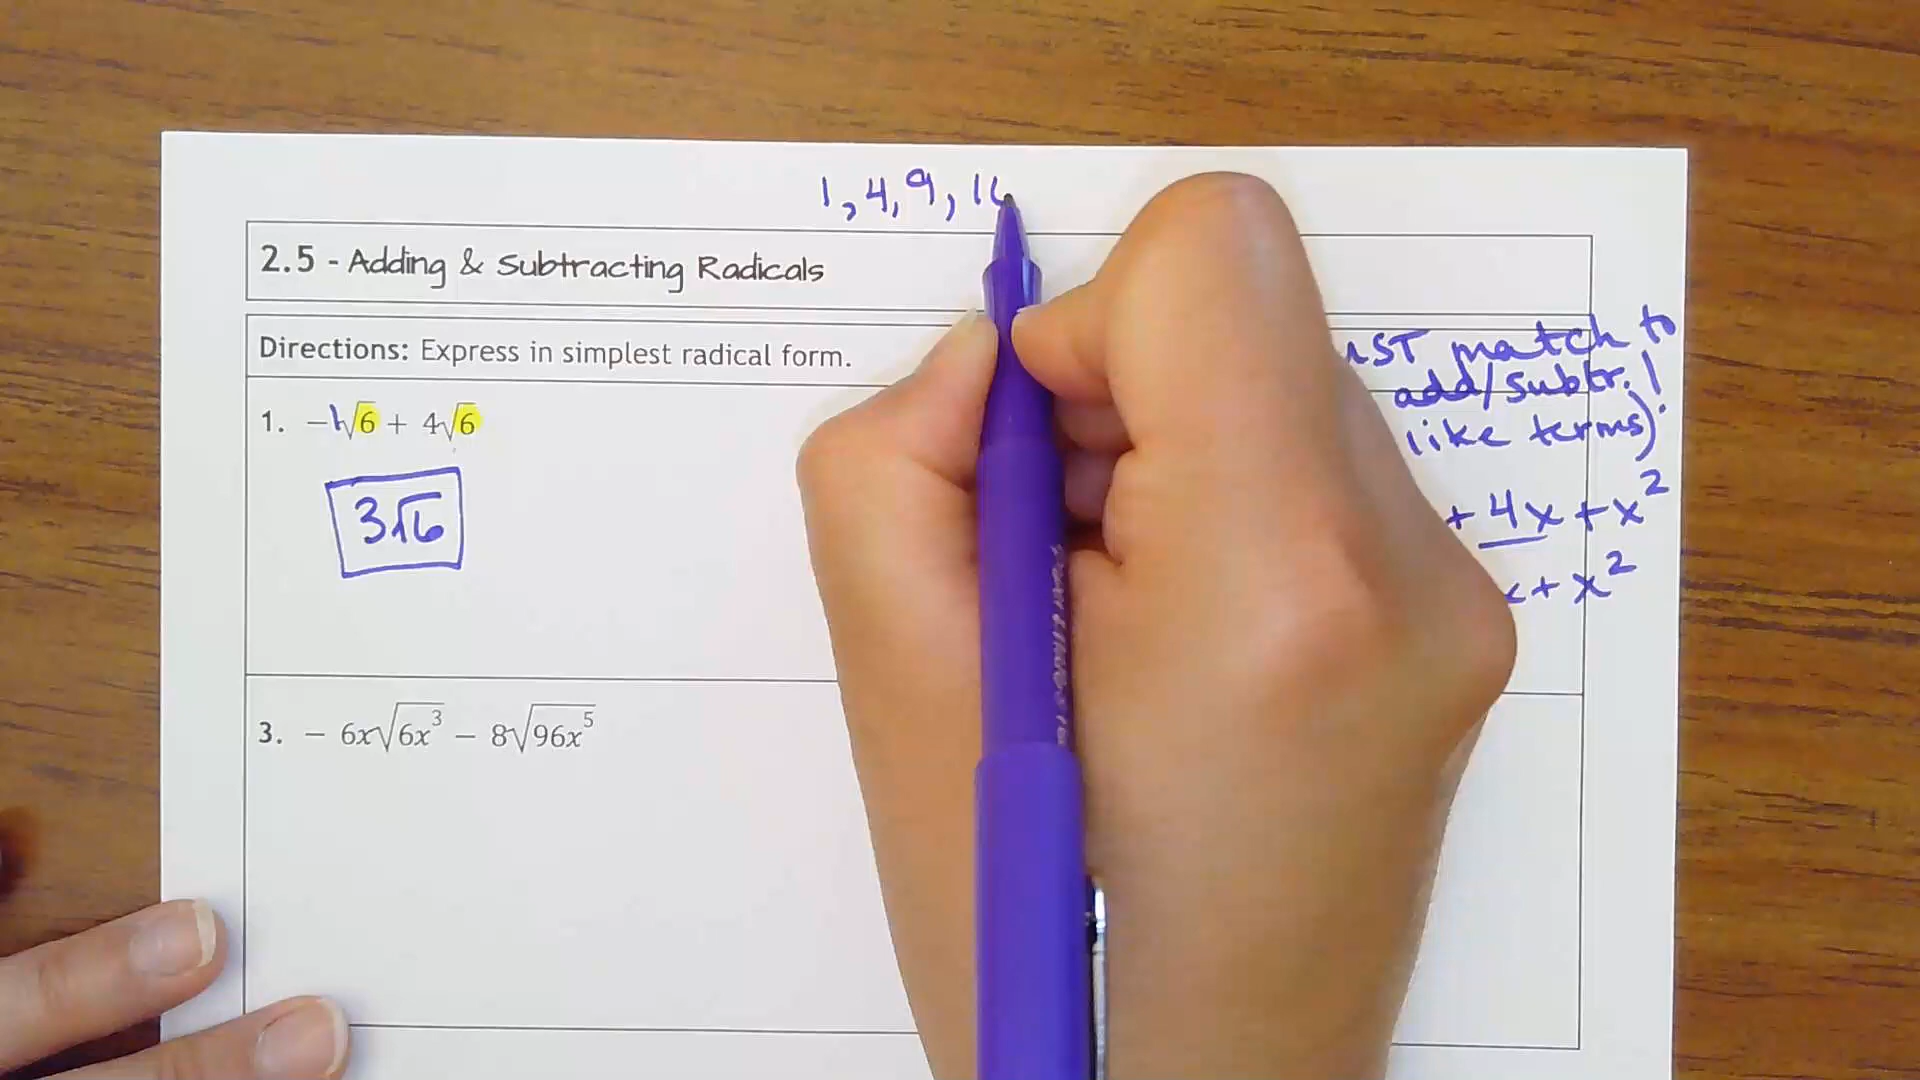 1, 4, 9, 16
2.5 - Adding & Subtracting Radicals
Directions: Express in simplest radical form.
match to
add/subtr.!
like terms)
1. −1√6 + 4√6
3√6
+ 4x + x²
+ x²
3. − 6x√6x³ − 8√96x⁵